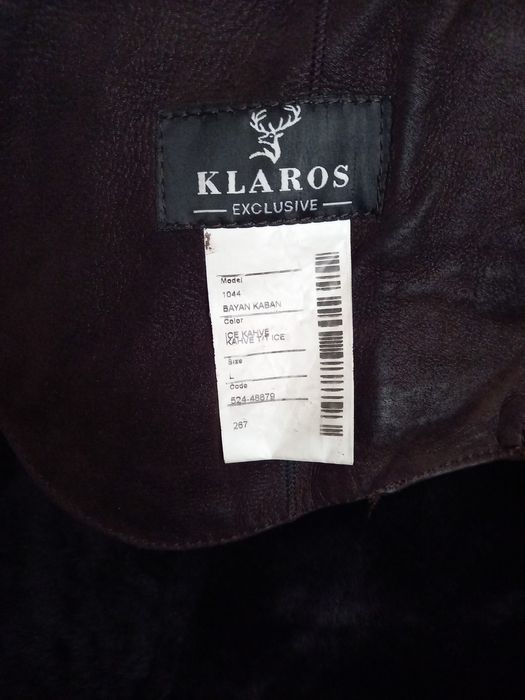 KLAROS
EXCLUSIVE
Model
1044
BAYAN KABAN
Color
ICE KAHVE
KAHVE T/T ICE
Size
L
Code
524-48879
267